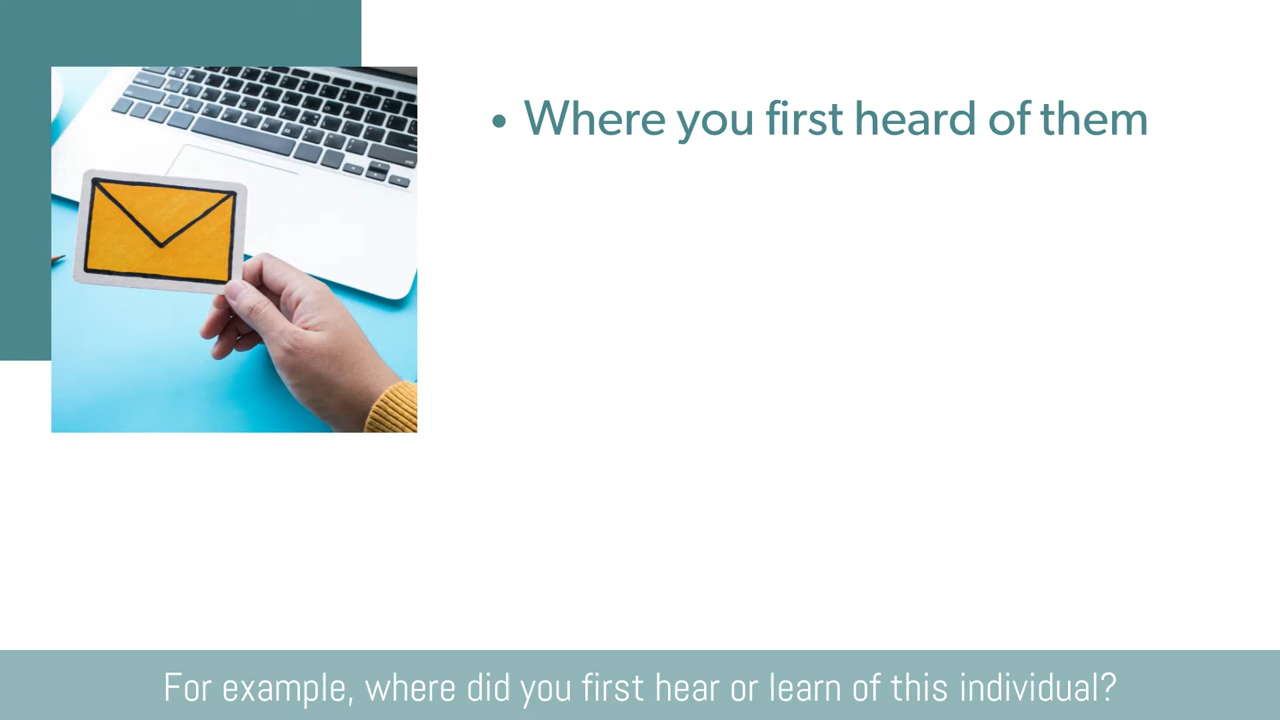 • Where you first heard of them
For example, where did you first hear or learn of this individual?